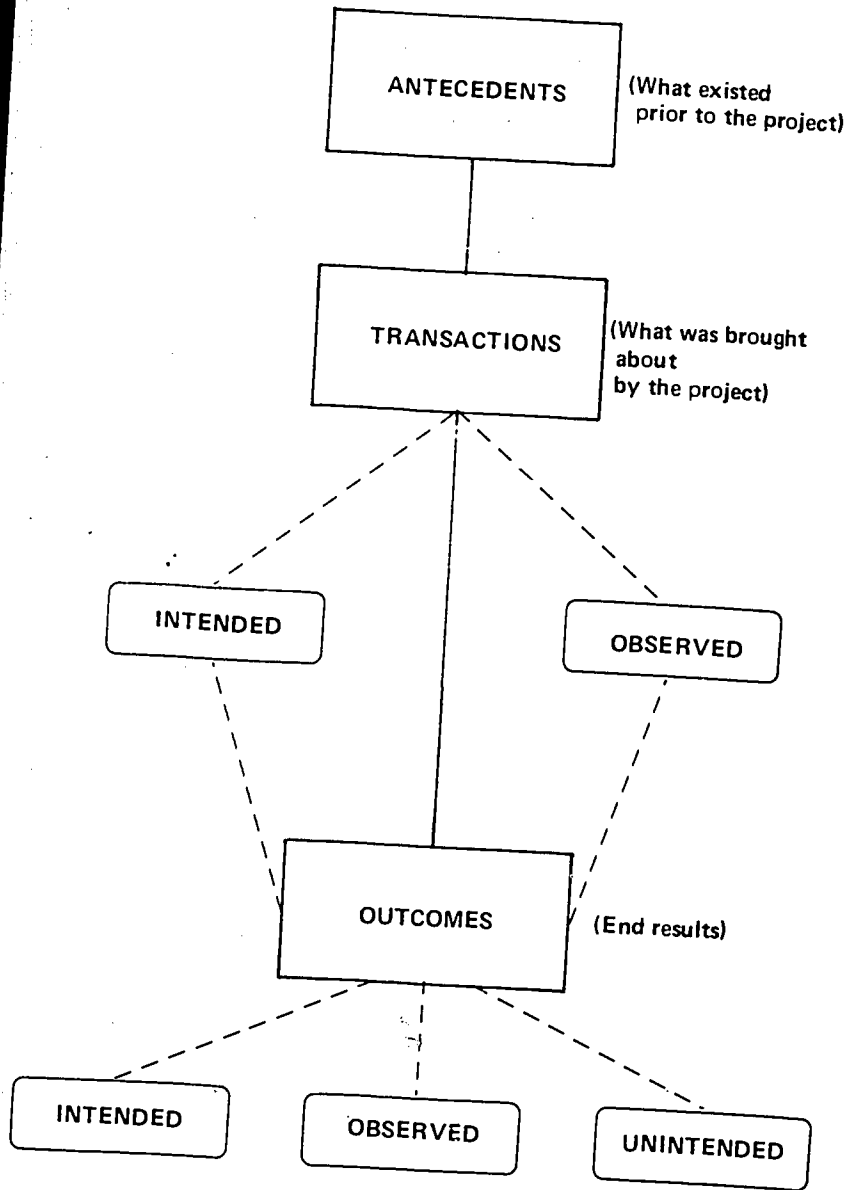 ANTECEDENTS
(What existed
prior to the project)
TRANSACTIONS
(What was brought
about
by the project)
INTENDED
OBSERVED
OUTCOMES
(End results)
INTENDED
OBSERVED
UNINTENDED